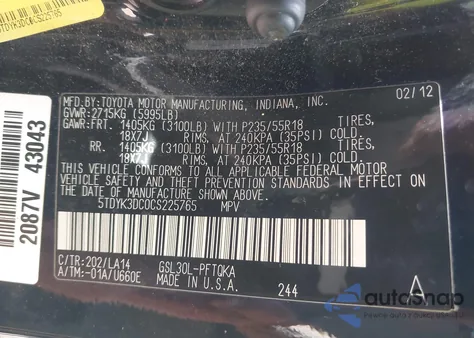 5TDYK3DC0CS225765
2087V 43043
MFD.BY: TOYOTA MOTOR MANUFACTURING, INDIANA, INC.
02/12
GVWR: 2715KG (5995LB)
GAWR: FRT. 1405KG (3100LB) WITH P235/55R18 TIRES,
18X7J RIMS, AT 240KPA (35PSI) COLD.
RR. 1405KG (3100LB) WITH P235/55R18 TIRES,
18X7J RIMS, AT 240KPA (35PSI) COLD.
THIS VEHICLE CONFORMS TO ALL APPLICABLE FEDERAL MOTOR
VEHICLE SAFETY STANDARDS IN EFFECT ON THE
DATE OF MANUFACTURE SHOWN ABOVE.
5TDYK3DC0CS225765 MPV
C/TR:202/LA14 GSL30L-PFTQKA
A/TM:-01A/U660E MADE IN U.S.A. 244 A
autoSnap